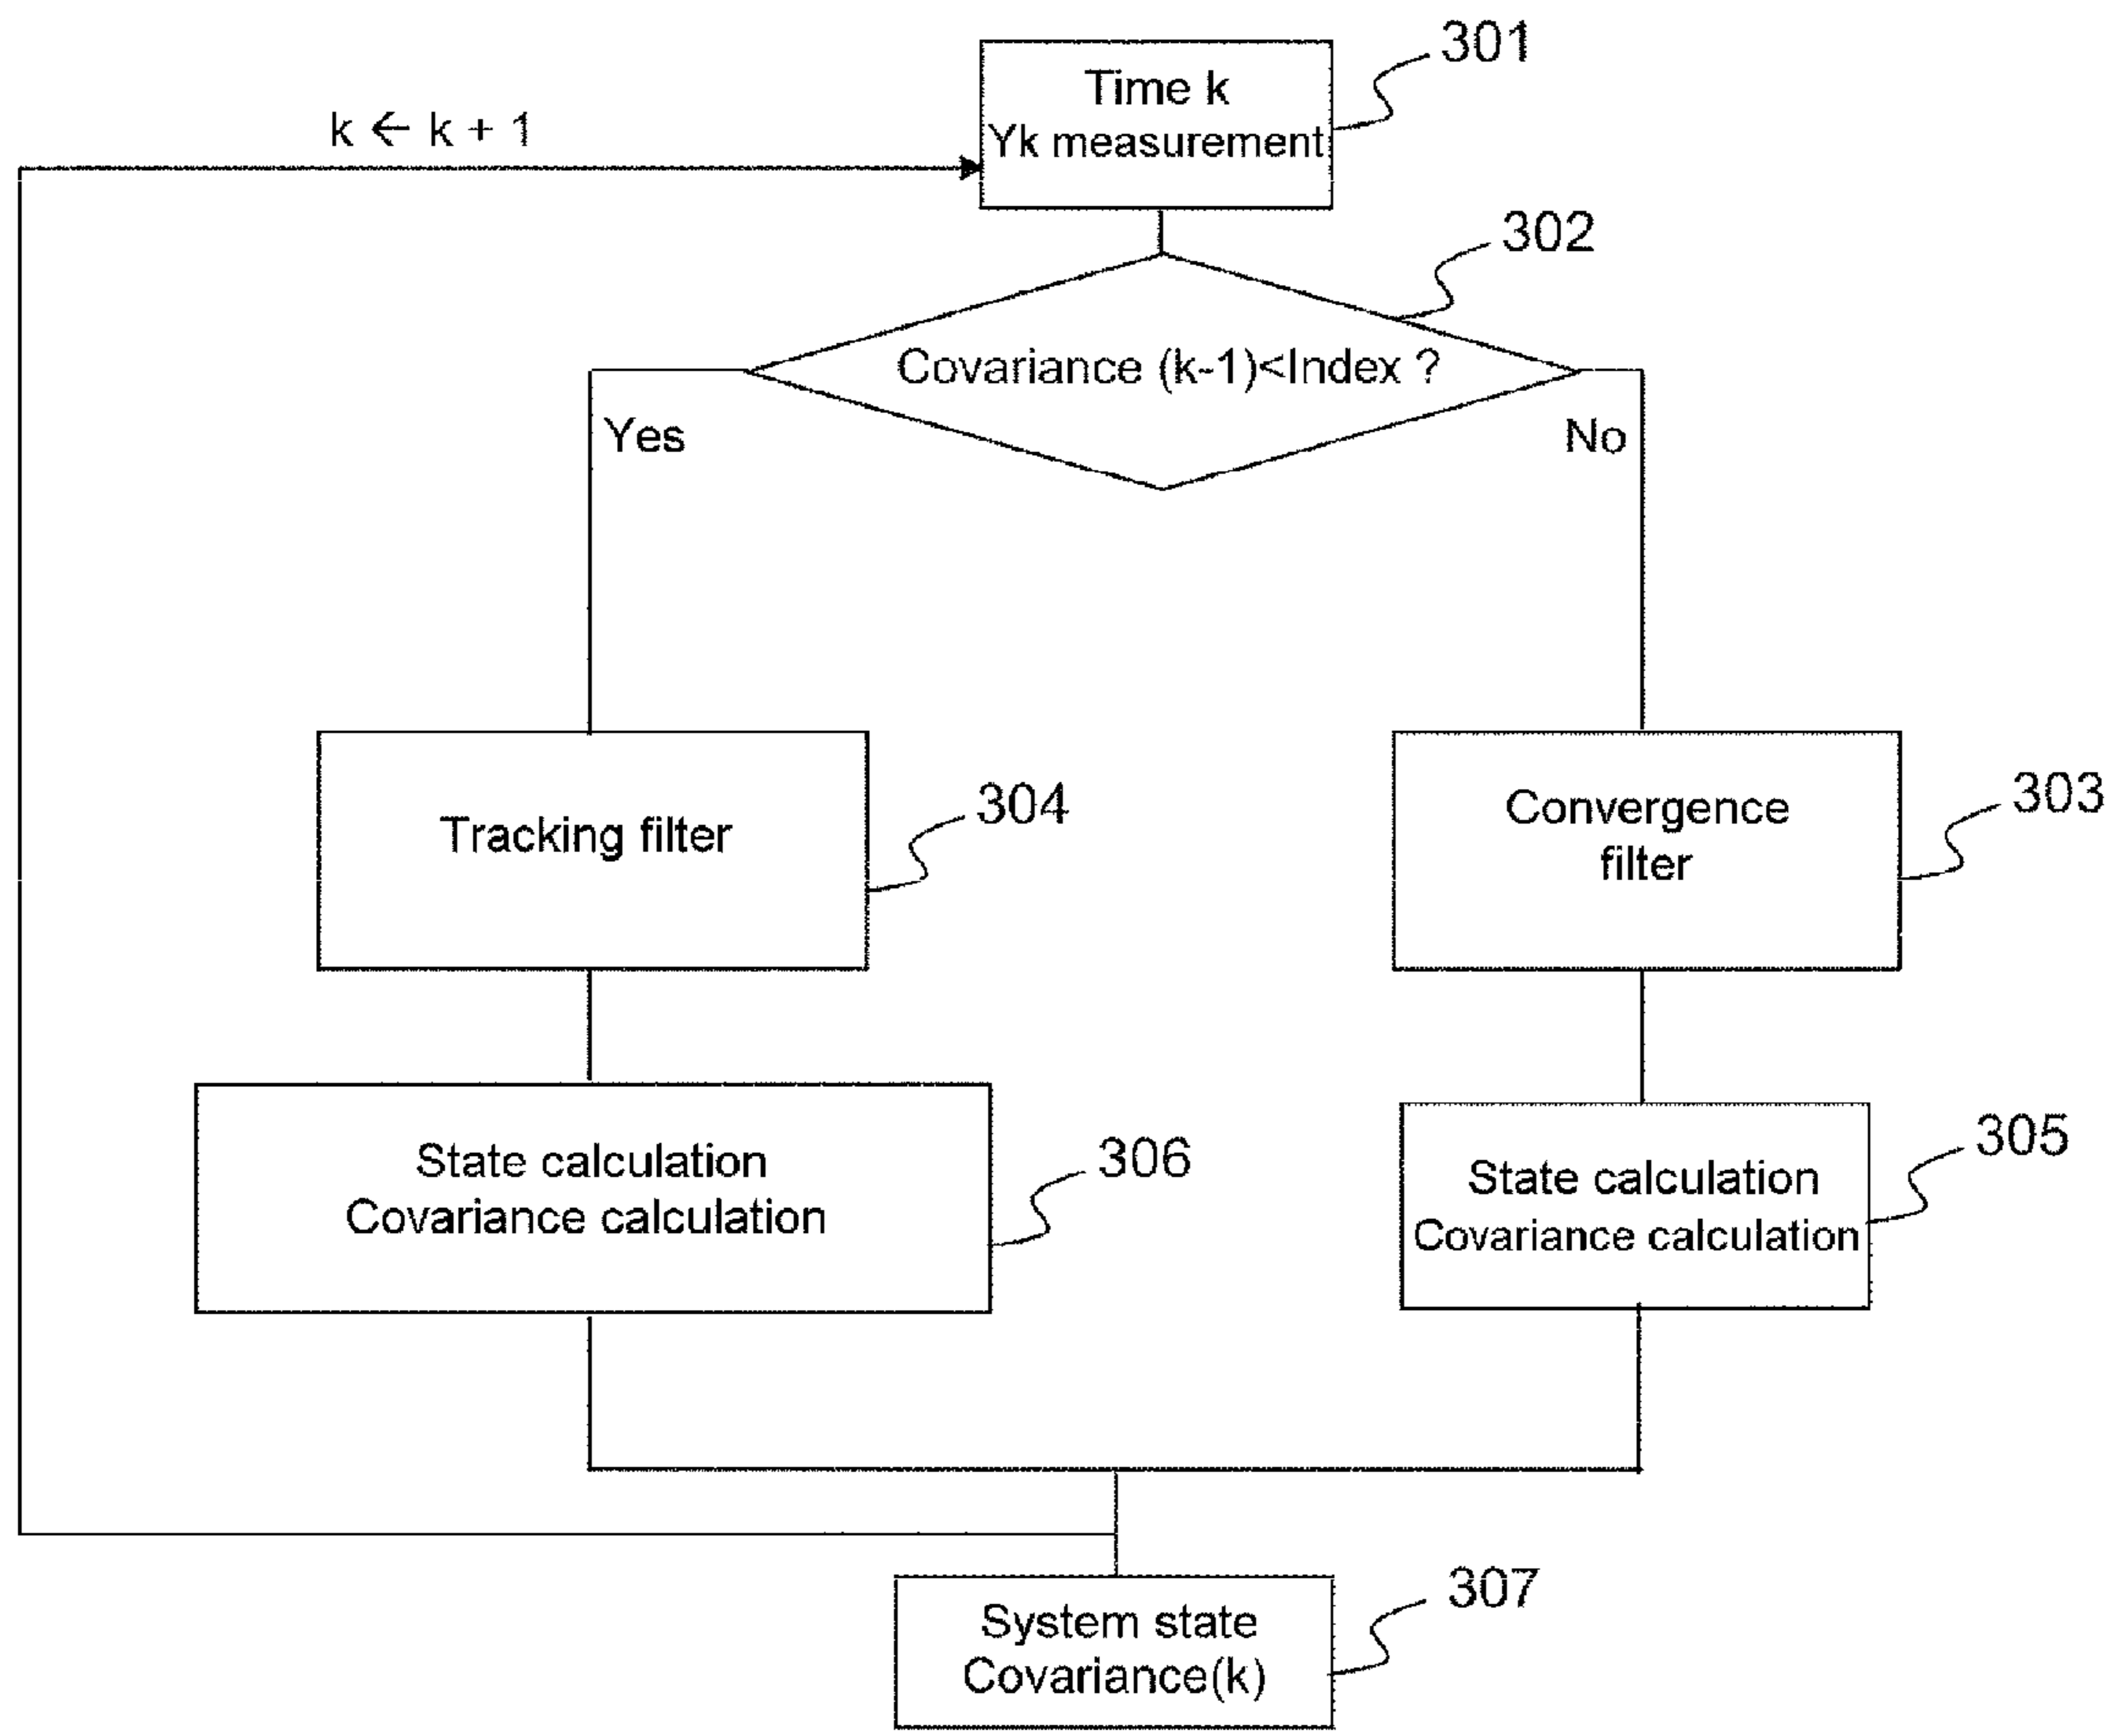 301
Time k
Yk measurement
k ← k + 1
302
Covariance (k-1)<Index ?
Yes
No
304
303
Tracking filter
Convergence
filter
306
305
State calculation
Covariance calculation
State calculation
Covariance calculation
307
System state
Covariance(k)